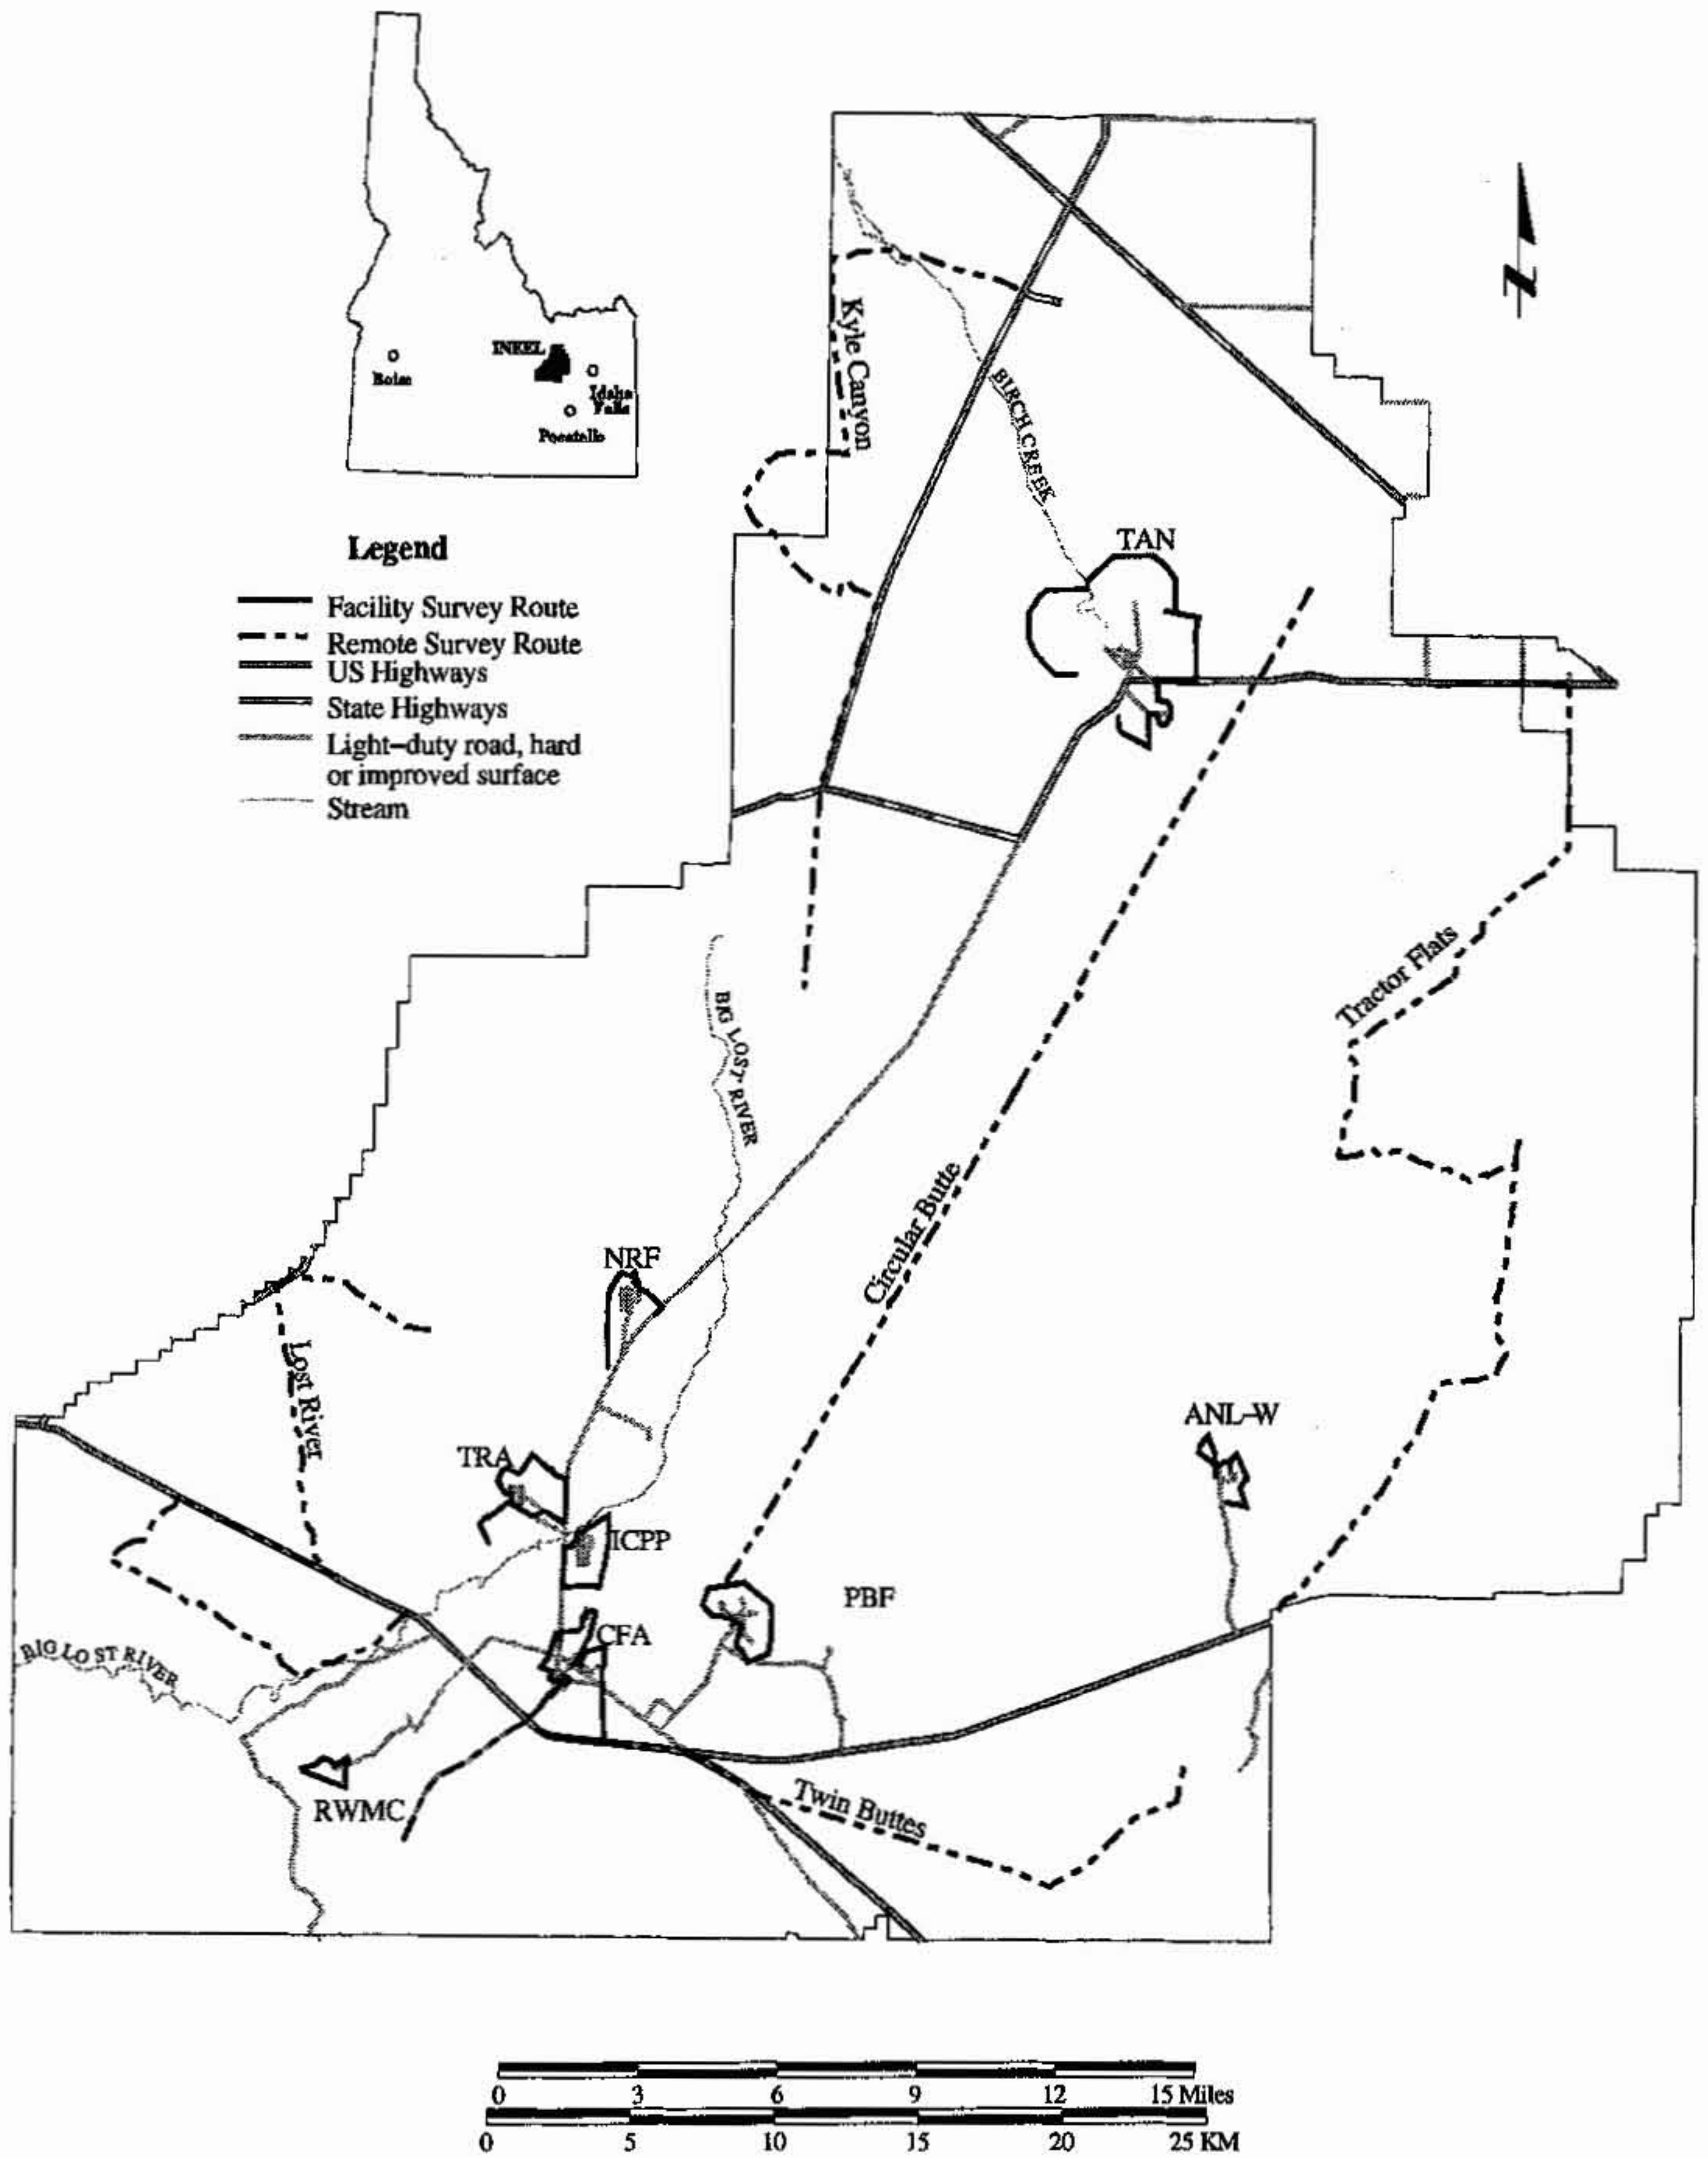 INEEL
Boise
Idaho
Falls
Pocatello
N
Legend
Facility Survey Route
Remote Survey Route
US Highways
State Highways
Light-duty road, hard
or improved surface
Stream
Kyle Canyon
BIRCH CREEK
TAN
Tractor Flats
BIG LOST RIVER
Circular Butte
NRF
Lost River
ANL-W
TRA
ICPP
PBF
CFA
BIG LOST RIVER
RWMC
Twin Buttes
0 3 6 9 12 15 Miles
0 5 10 15 20 25 KM